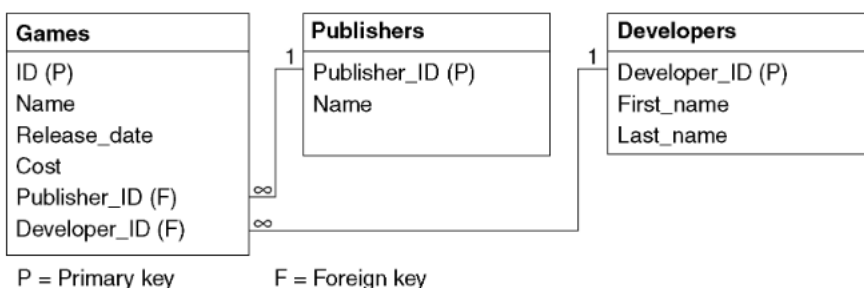 Games
ID (P)
Name
Release_date
Cost
Publisher_ID (F)
Developer_ID (F)
Publishers
Publisher_ID (P)
Name
Developers
Developer_ID (P)
First_name
Last_name
1
1
∞
∞
P = Primary key
F = Foreign key